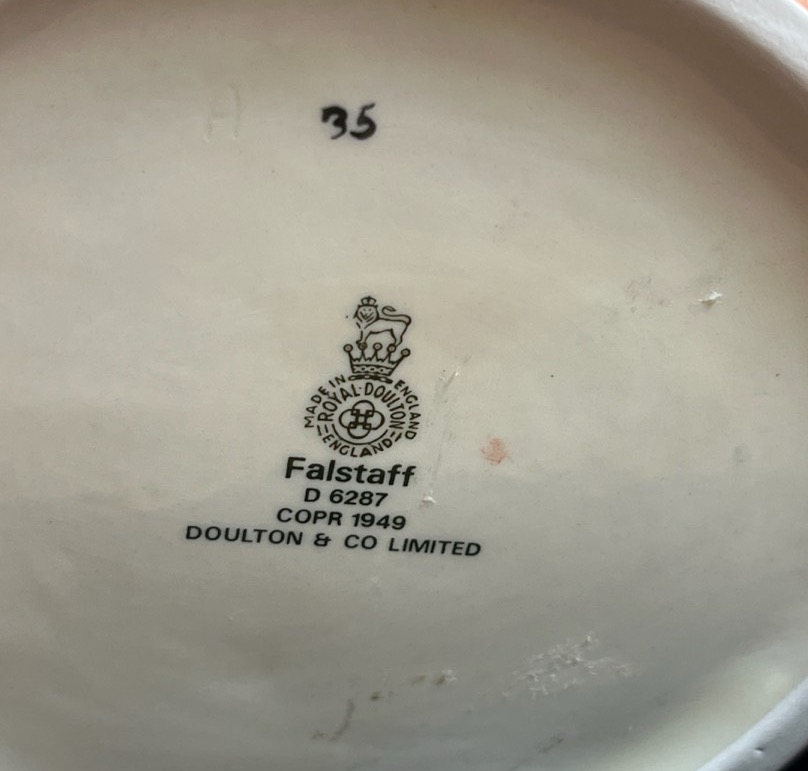 A
35
MADE IN ENGLAND
ROYAL·DOULTON
ENGLAND
Falstaff
D 6287
COPR 1949
DOULTON & CO LIMITED